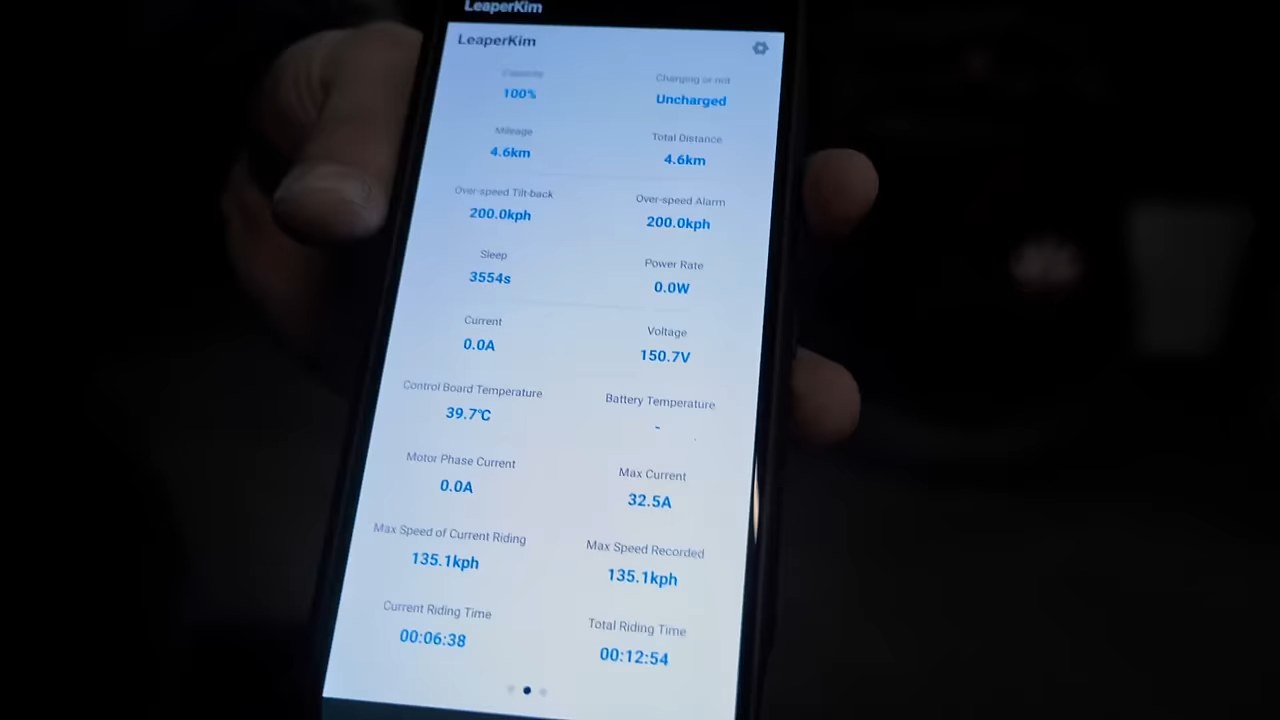 LeaperKim
LeaperKim
Capacity Charging or not
100% Uncharged
Mileage Total Distance
4.6km 4.6km
Over-speed Tilt-back Over-speed Alarm
200.0kph 200.0kph
Sleep Power Rate
3554s 0.0W
Current Voltage
0.0A 150.7V
Control Board Temperature Battery Temperature
39.7℃ -
Motor Phase Current Max Current
0.0A 32.5A
Max Speed of Current Riding Max Speed Recorded
135.1kph 135.1kph
Current Riding Time Total Riding Time
00:06:38 00:12:54